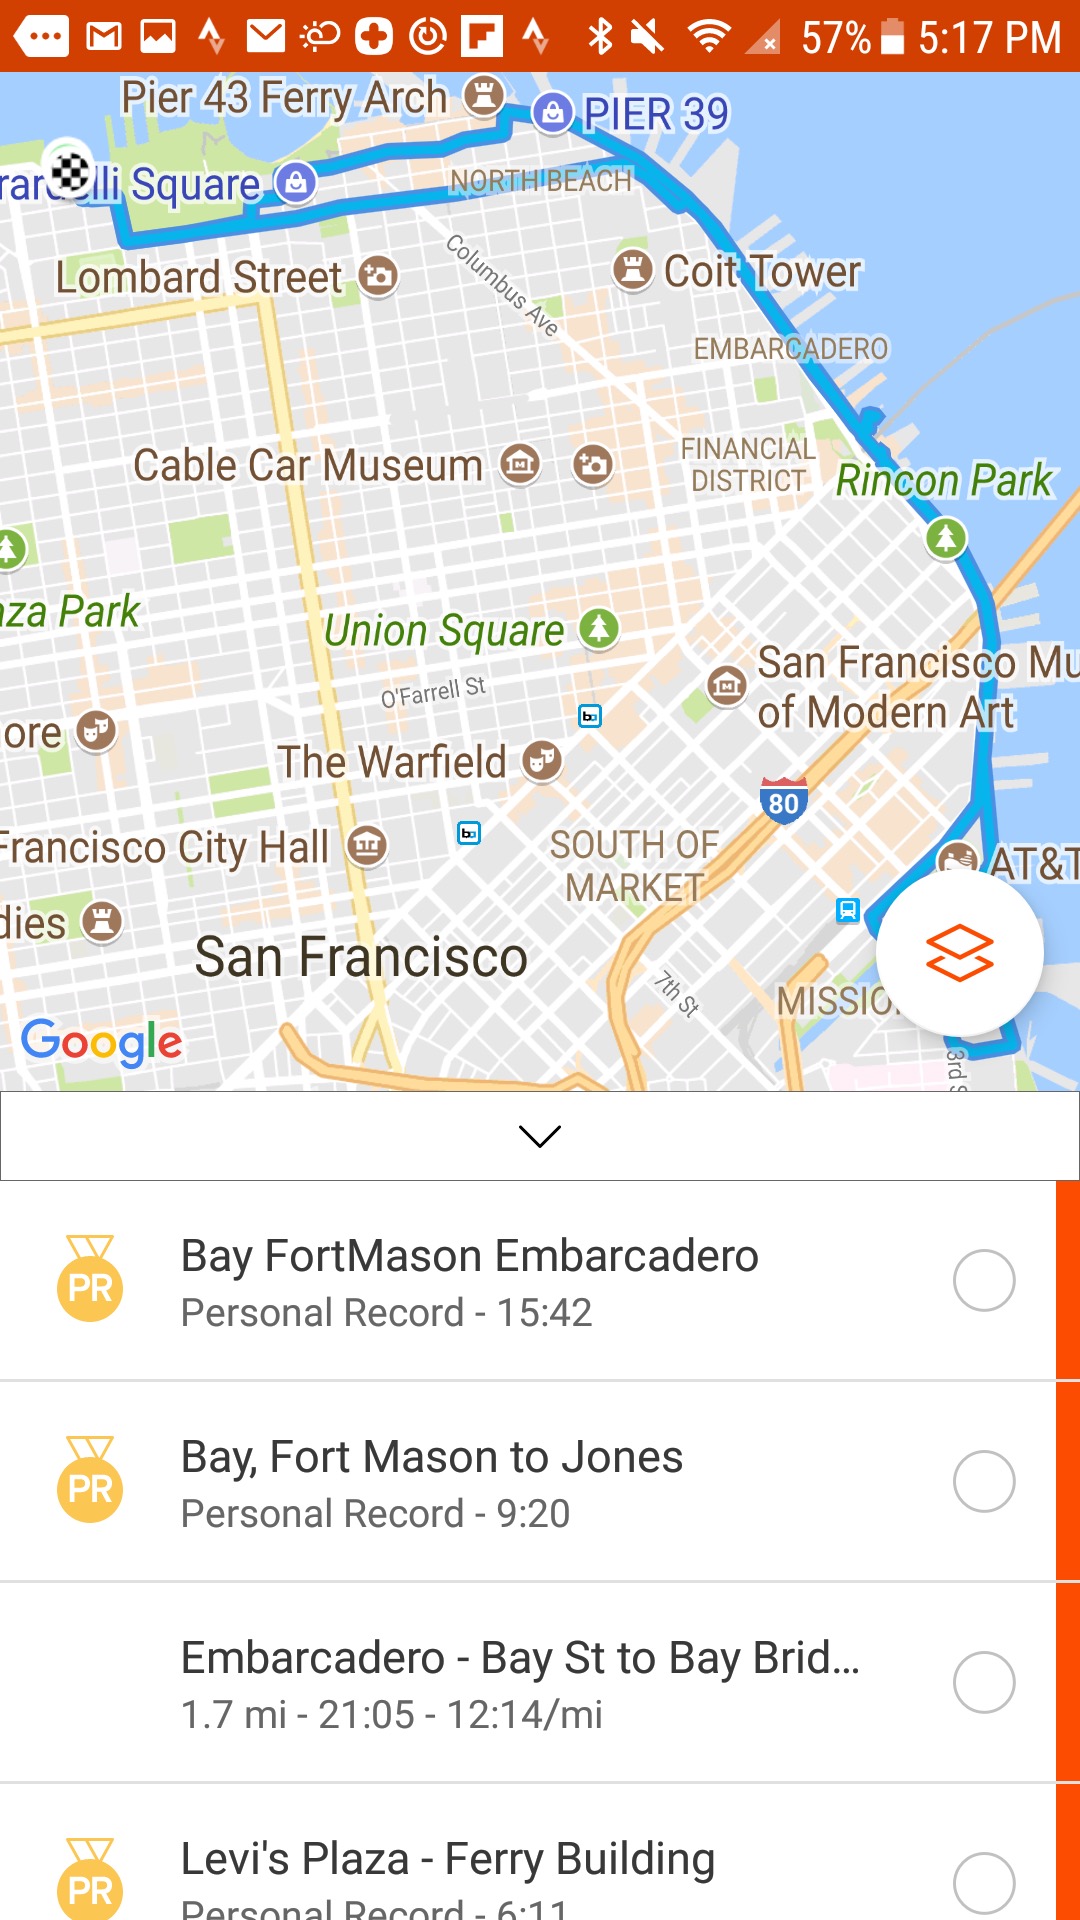 57% 5:17 PM
Pier 43 Ferry Arch
PIER 39
rardelli Square
NORTH BEACH
Columbus Ave
Lombard Street
Coit Tower
EMBARCADERO
Cable Car Museum
FINANCIAL
DISTRICT
Rincon Park
aza Park
Union Square
O'Farrell St
San Francisco Mu
of Modern Art
ore
The Warfield
80
Francisco City Hall
SOUTH OF
MARKET
AT&T
dies
San Francisco
7th St
MISSIO
Google
3rd S
PR
Bay FortMason Embarcadero
Personal Record - 15:42
PR
Bay, Fort Mason to Jones
Personal Record - 9:20
Embarcadero - Bay St to Bay Brid...
1.7 mi - 21:05 - 12:14/mi
PR
Levi's Plaza - Ferry Building
Personal Record - 6:11